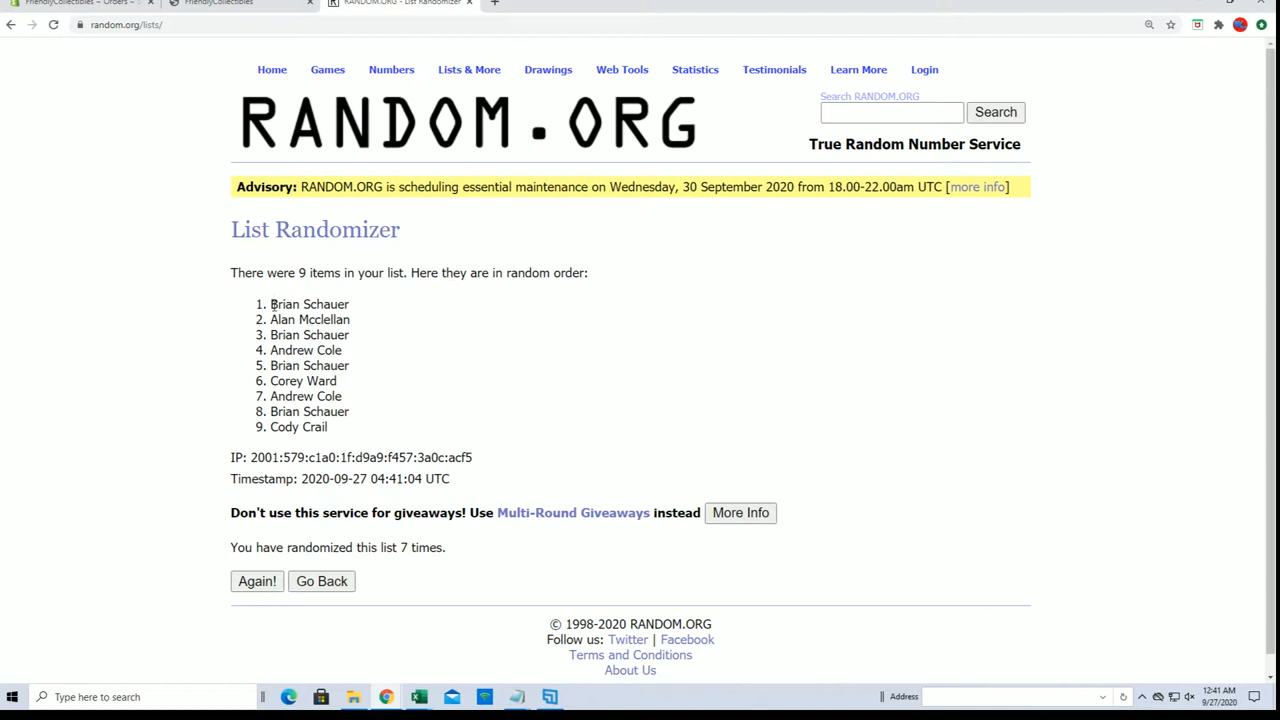 FriendlyCollectibles – Orders – S
FriendlyCollectibles
RANDOM.ORG - List Randomizer
random.org/lists/
Home Games Numbers Lists & More Drawings Web Tools Statistics Testimonials Learn More Login
RANDOM.ORG
Search RANDOM.ORG
Search
True Random Number Service
Advisory: RANDOM.ORG is scheduling essential maintenance on Wednesday, 30 September 2020 from 18.00-22.00am UTC [more info]
List Randomizer
There were 9 items in your list. Here they are in random order:
1. Brian Schauer
2. Alan Mcclellan
3. Brian Schauer
4. Andrew Cole
5. Brian Schauer
6. Corey Ward
7. Andrew Cole
8. Brian Schauer
9. Cody Crail
IP: 2001:579:c1a0:1f:d9a9:f457:3a0c:acf5
Timestamp: 2020-09-27 04:41:04 UTC
Don't use this service for giveaways! Use Multi-Round Giveaways instead More Info
You have randomized this list 7 times.
Again! Go Back
© 1998-2020 RANDOM.ORG
Follow us: Twitter | Facebook
Terms and Conditions
About Us
Type here to search
Address
12:41 AM
9/27/2020